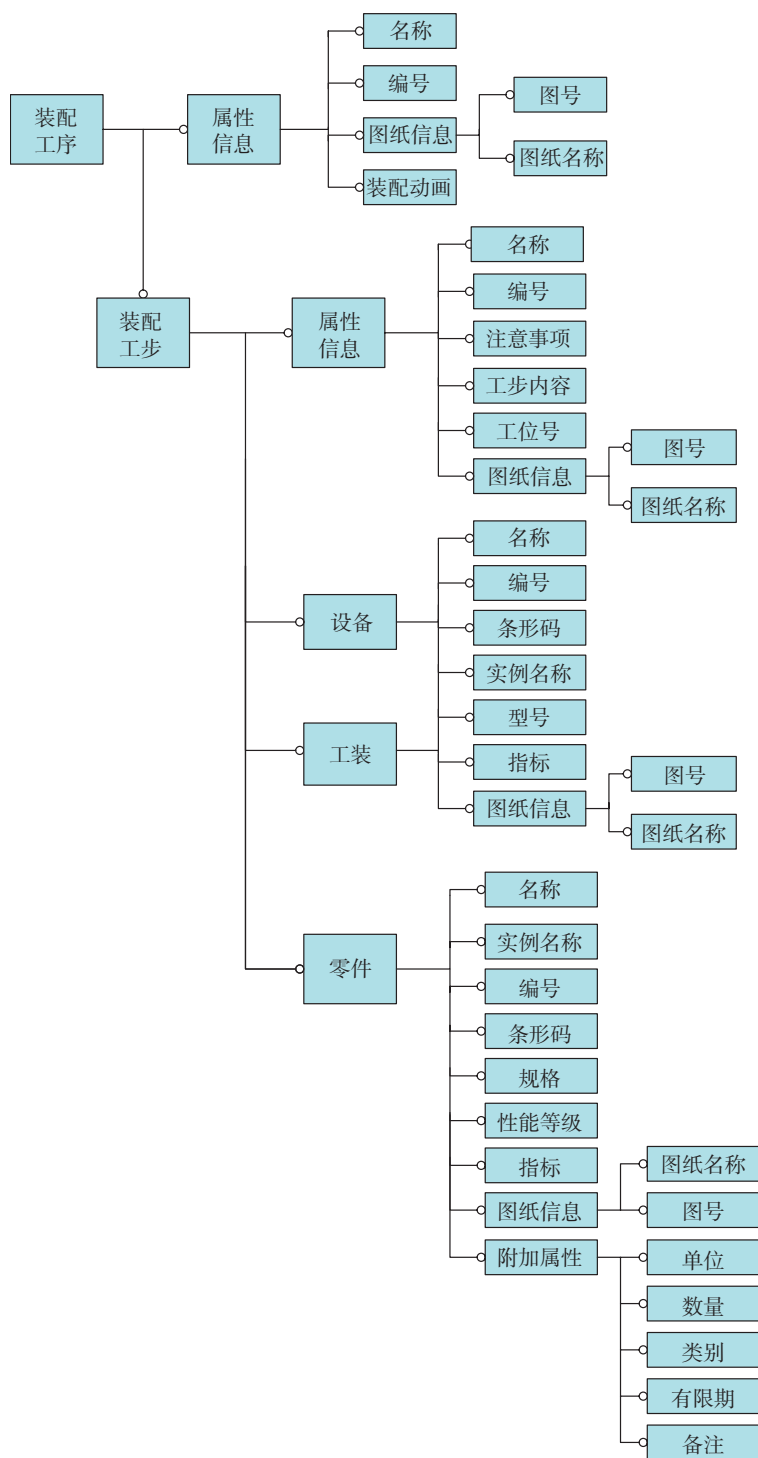 装配
工序
属性
信息
名称
编号
图纸信息
装配动画
图号
图纸名称
装配
工步
属性
信息
名称
编号
注意事项
工步内容
工位号
图纸信息
图号
图纸名称
设备
工装
名称
编号
条形码
实例名称
型号
指标
图纸信息
图号
图纸名称
零件
名称
实例名称
编号
条形码
规格
性能等级
指标
图纸信息
附加属性
图纸名称
图号
单位
数量
类别
有限期
备注